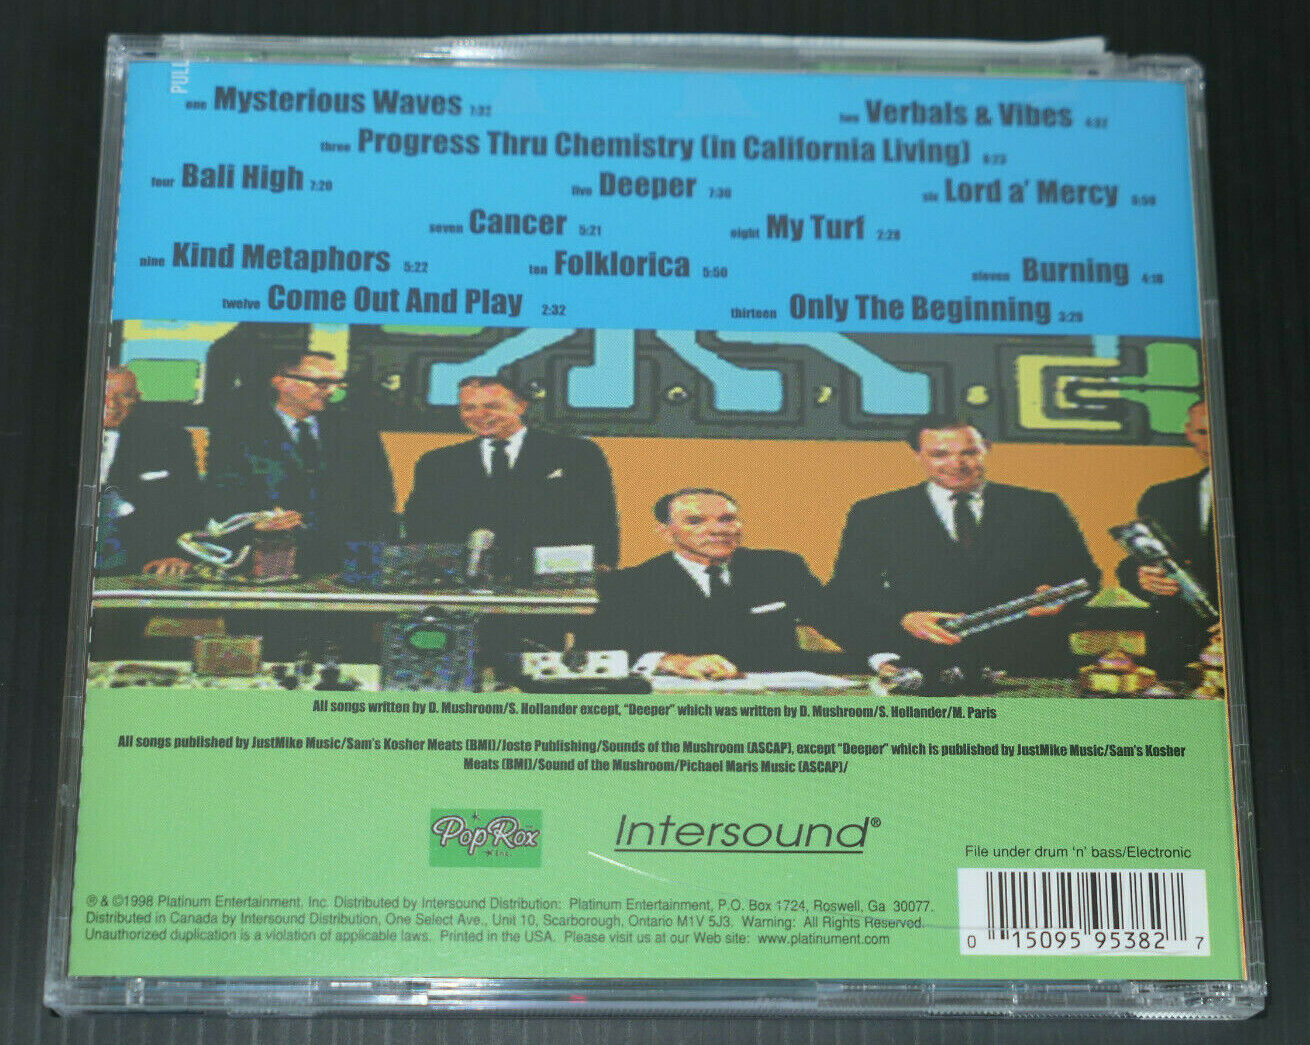 PULL
one Mysterious Waves 7:32 two Verbals & Vibes 4:02
three Progress Thru Chemistry (in California Living) 6:23
four Bali High 7:20 five Deeper 7:30 six Lord a' Mercy 5:50
seven Cancer 5:21 eight My Turf 2:28
nine Kind Metaphors 5:22 ten Folklorica 5:50 eleven Burning 4:18
twelve Come Out And Play 2:32 thirteen Only The Beginning 3:29
All songs written by D. Mushroom/S. Hollander except, "Deeper" which was written by D. Mushroom/S. Hollander/M. Paris
All songs published by JustMike Music/Sam's Kosher Meats (BMI)/Joste Publishing/Sounds of the Mushroom (ASCAP), except "Deeper" which is published by JustMike Music/Sam's Kosher
Meats (BMI)/Sound of the Mushroom/Pichael Maris Music (ASCAP)/
PopRox
Inc.
Intersound®
File under drum 'n' bass/Electronic
℗ & ©1998 Platinum Entertainment, Inc. Distributed by Intersound Distribution: Platinum Entertainment, P.O. Box 1724, Roswell, Ga 30077.
Distributed in Canada by Intersound Distribution, One Select Ave., Unit 10, Scarborough, Ontario M1V 5J3. Warning: All Rights Reserved.
Unauthorized duplication is a violation of applicable laws. Printed in the USA. Please visit us at our Web site: www.platinument.com
0 15095 95382 7